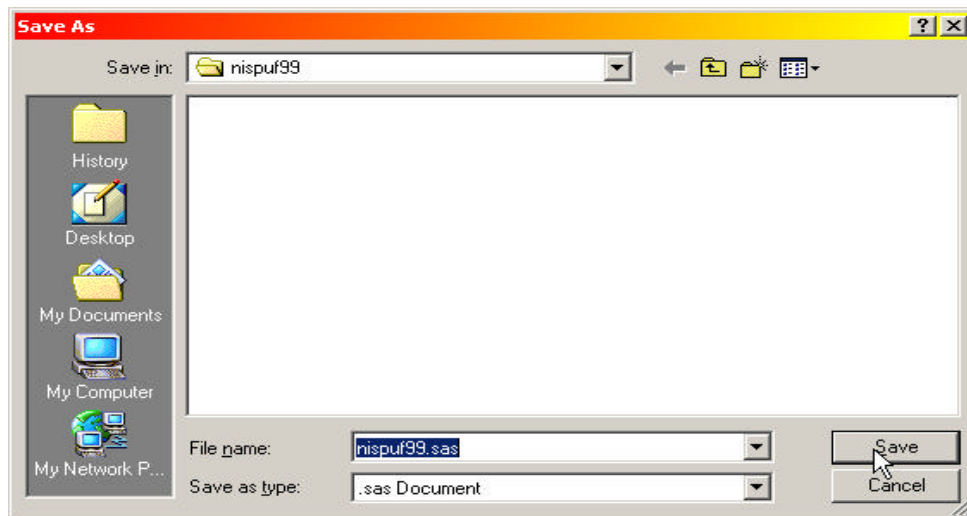 Save As
Save in: nispuf99
History
Desktop
My Documents
My Computer
My Network P...
File name: nispuf99.sas Save
Save as type: .sas Document Cancel